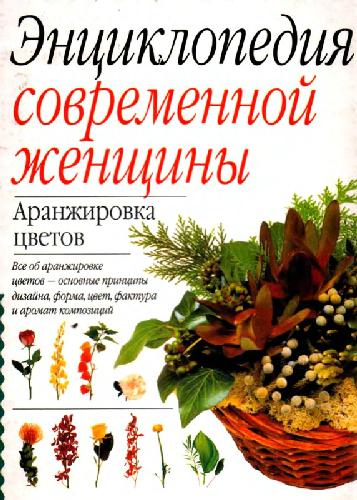 Энциклопедия
современной
женщины
Аранжировка
цветов
Все об аранжировке
цветов — основные принципы
дизайна, форма, цвет, фактура
и аромат композиций